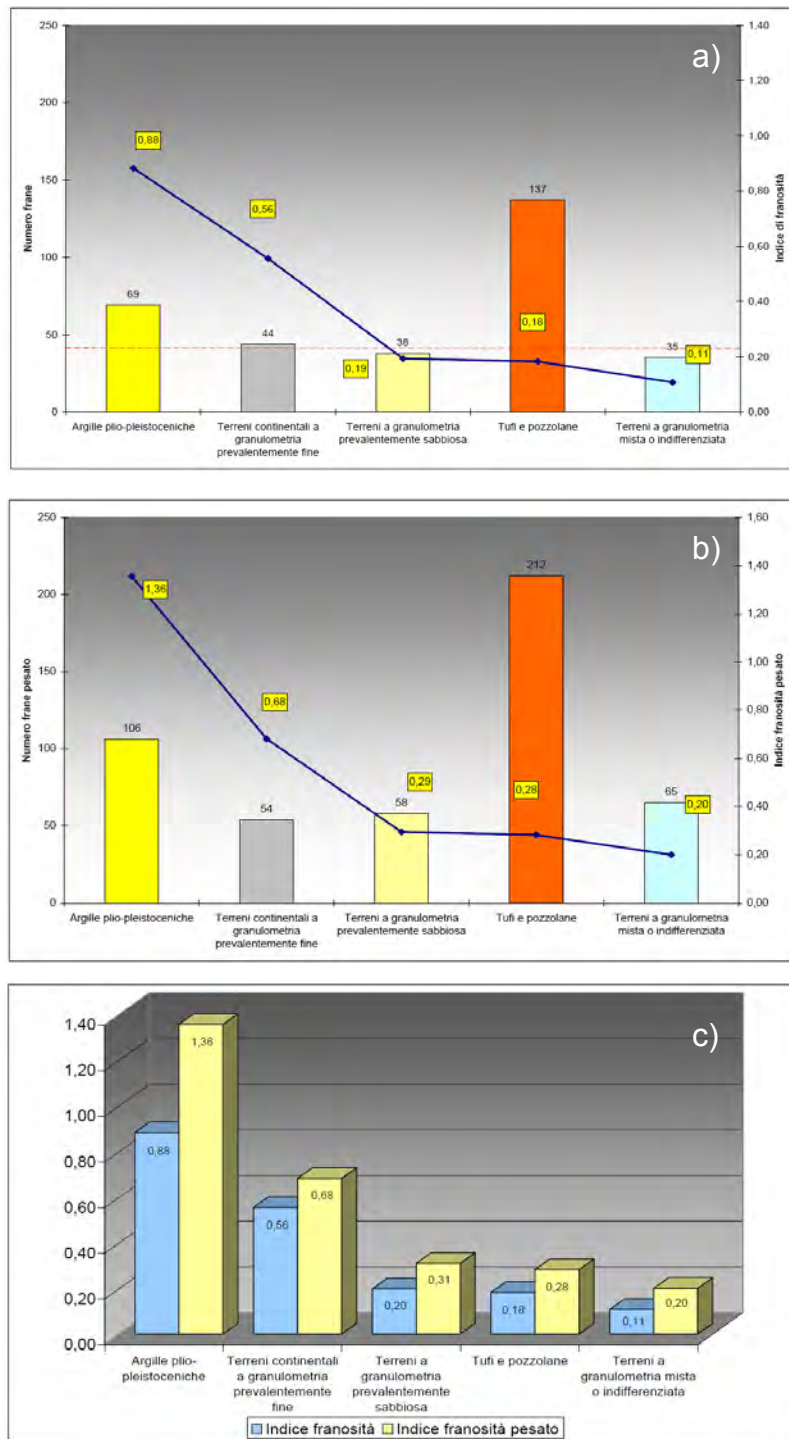 a)
250
200
150
100
50
0
Numero frane
1,40
1,20
1,00
0,80
0,60
0,40
0,20
0,00
Indice di franosità
0,88
0,56
0,19
0,18
0,11
69
44
38
137
35
Argille plio-pleistoceniche
Terreni continentali a
granulometria
prevalentemente fine
Terreni a granulometria
prevalentemente sabbiosa
Tufi e pozzolane
Terreni a granulometria
mista o indifferenziata
b)
250
200
150
100
50
0
Numero frane pesato
1,60
1,40
1,20
1,00
0,80
0,60
0,40
0,20
0,00
Indice franosità pesato
1,36
0,68
0,29
0,28
0,20
106
54
58
212
65
Argille plio-pleistoceniche
Terreni continentali a
granulometria
prevalentemente fine
Terreni a granulometria
prevalentemente sabbiosa
Tufi e pozzolane
Terreni a granulometria
mista o indifferenziata
c)
1,40
1,20
1,00
0,80
0,60
0,40
0,20
0,00
0,88
1,36
0,56
0,68
0,20
0,31
0,18
0,28
0,11
0,20
Argille plio-
pleistoceniche
Terreni continentali
a granulometria
prevalentemente
fine
Terreni a
granulometria
prevalentemente
sabbiosa
Tufi e pozzolane
Terreni a
granulometria mista
o indifferenziata
Indice franosità
Indice franosità pesato